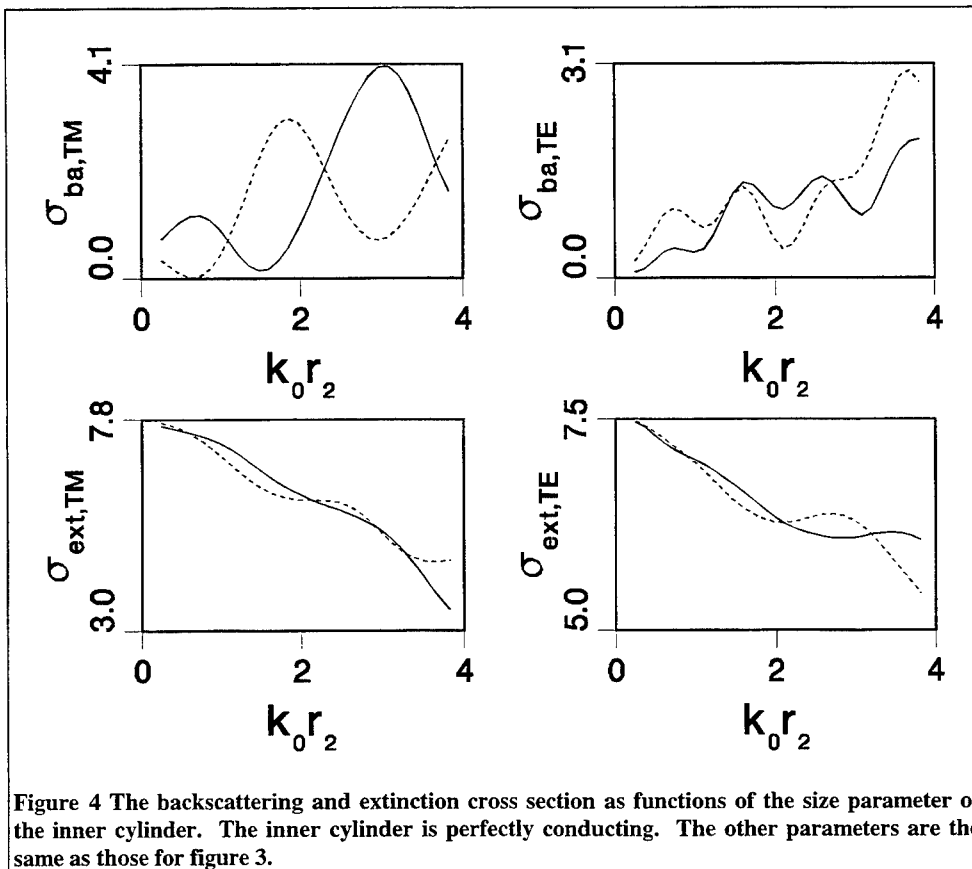 4.1
σba,TM
0.0
0 2 4
k0r2
3.1
σba,TE
0.0
0 2 4
k0r2
7.8
σext,TM
3.0
0 2 4
k0r2
7.5
σext,TE
5.0
0 2 4
k0r2
Figure 4 The backscattering and extinction cross section as functions of the size parameter o
the inner cylinder. The inner cylinder is perfectly conducting. The other parameters are the
same as those for figure 3.